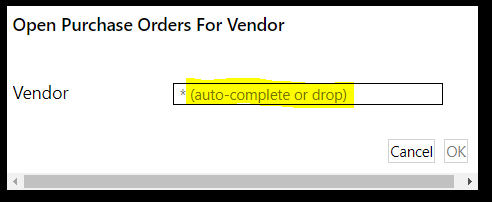 Open Purchase Orders For Vendor
Vendor * (auto-complete or drop)
Cancel OK